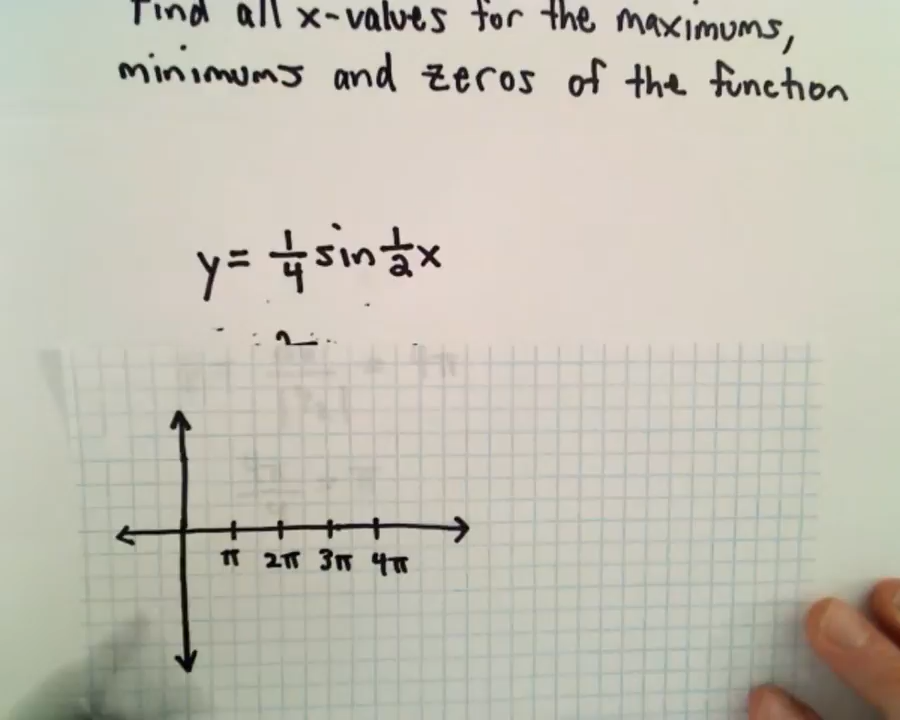 Find all x-values for the maximums,
minimums and zeros of the function
y = 1/4 sin 1/2 x
π 2π 3π 4π